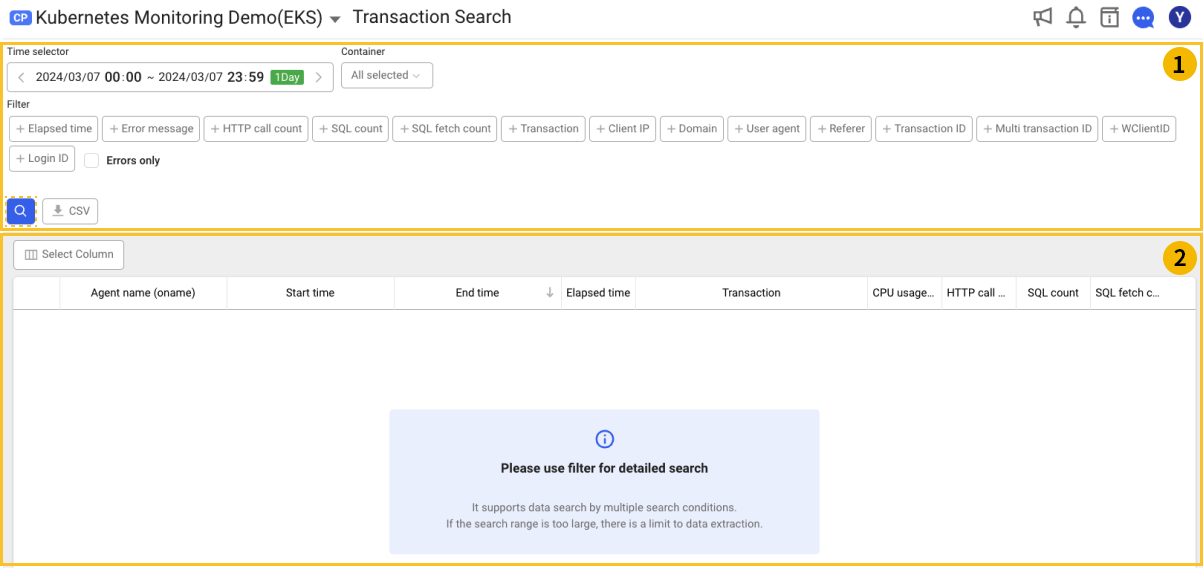 CP Kubernetes Monitoring Demo(EKS) Transaction Search Y
Time selector Container
2024/03/07 00:00 ~ 2024/03/07 23:59 1Day All selected
1
Filter
+ Elapsed time + Error message + HTTP call count + SQL count + SQL fetch count + Transaction + Client IP + Domain + User agent + Referer + Transaction ID + Multi transaction ID + WClientID
+ Login ID Errors only
CSV
Select Column
2
Agent name (oname) Start time End time Elapsed time Transaction CPU usage... HTTP call ... SQL count SQL fetch c...
Please use filter for detailed search
It supports data search by multiple search conditions.
If the search range is too large, there is a limit to data extraction.